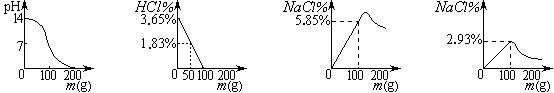 pH
14
7
0
100
200
m(g)
HCl%
3,65%
1,83%
0
50
100
m(g)
NaCl%
5.85%
0
100
200
m(g)
NaCl%
2.93%
0
100
200
m(g)